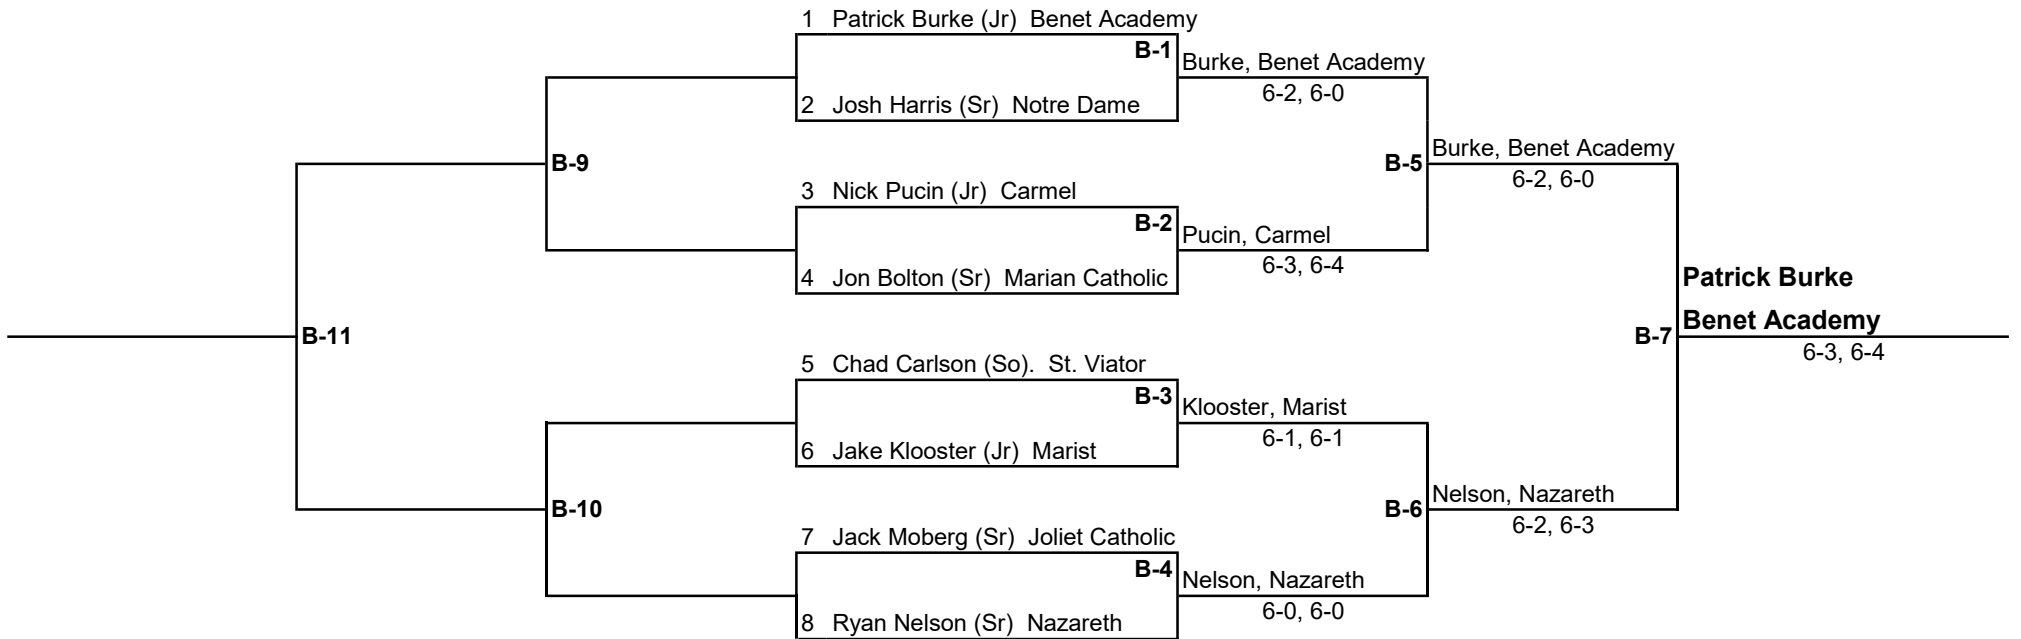 1 Patrick Burke (Jr) Benet Academy
B-1
Burke, Benet Academy
6-2, 6-0
2 Josh Harris (Sr) Notre Dame
B-9
B-5
Burke, Benet Academy
6-2, 6-0
3 Nick Pucin (Jr) Carmel
B-2
Pucin, Carmel
6-3, 6-4
4 Jon Bolton (Sr) Marian Catholic
Patrick Burke
Benet Academy
B-11
B-7
6-3, 6-4
5 Chad Carlson (So). St. Viator
B-3
Klooster, Marist
6-1, 6-1
6 Jake Klooster (Jr) Marist
B-10
B-6
Nelson, Nazareth
6-2, 6-3
7 Jack Moberg (Sr) Joliet Catholic
B-4
Nelson, Nazareth
6-0, 6-0
8 Ryan Nelson (Sr) Nazareth